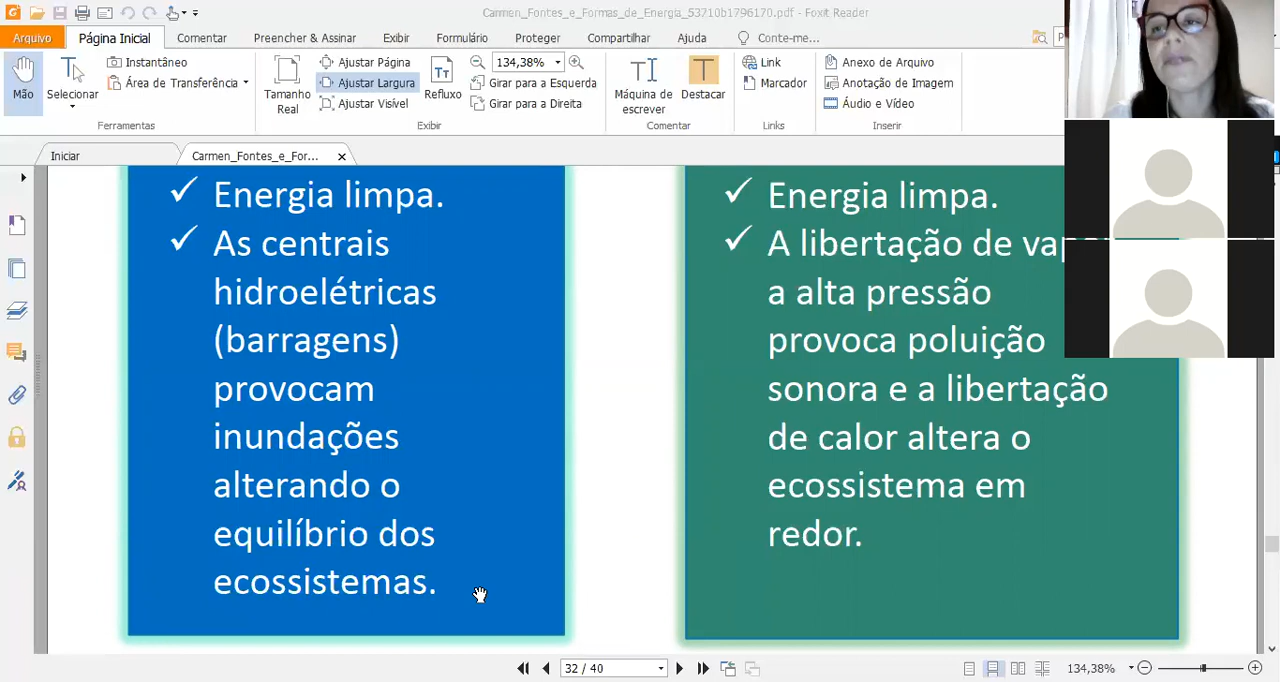 Carmen_Fontes_e_Formas_de_Energia_53710b1796170.pdf - Foxit Reader
Arquivo Página Inicial Comentar Preencher & Assinar Exibir Formulário Proteger Compartilhar Ajuda Conte-me...
Mão
Selecionar
Instantâneo
Área de Transferência
Ferramentas
Tamanho
Real
Ajustar Página
Ajustar Largura
Ajustar Visível
Refluxo
134,38%
Girar para a Esquerda
Girar para a Direita
Exibir
Máquina de
escrever
Destacar
Comentar
Link
Marcador
Links
Anexo de Arquivo
Anotação de Imagem
Áudio e Vídeo
Inserir
Iniciar
Carmen_Fontes_e_For...
✓ Energia limpa.
✓ As centrais
hidroelétricas
(barragens)
provocam
inundações
alterando o
equilíbrio dos
ecossistemas.
✓ Energia limpa.
✓ A libertação de
a alta pressão
provoca poluição
sonora e a libertação
de calor altera o
ecossistema em
redor.
32 / 40
134,38%